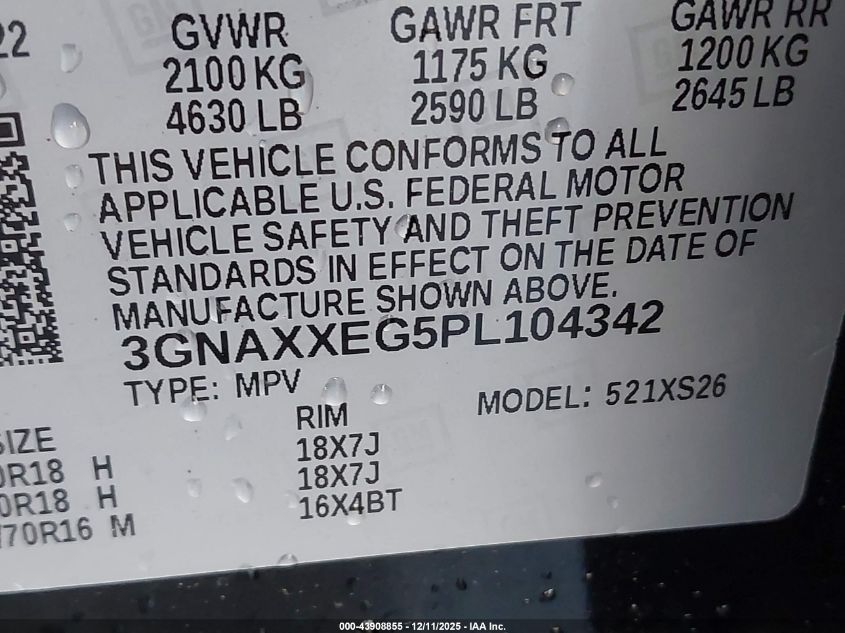 22 GVWR GAWR FRT GAWR RR
2100 KG 1175 KG 1200 KG
4630 LB 2590 LB 2645 LB
THIS VEHICLE CONFORMS TO ALL
APPLICABLE U.S. FEDERAL MOTOR
VEHICLE SAFETY AND THEFT PREVENTION
STANDARDS IN EFFECT ON THE DATE OF
MANUFACTURE SHOWN ABOVE.
3GNAXXEG5PL104342
TYPE: MPV MODEL: 521XS26
SIZE RIM
0R18 H 18X7J
0R18 H 18X7J
/70R16 M 16X4BT
000-43908855 - 12/11/2025 - IAA Inc.